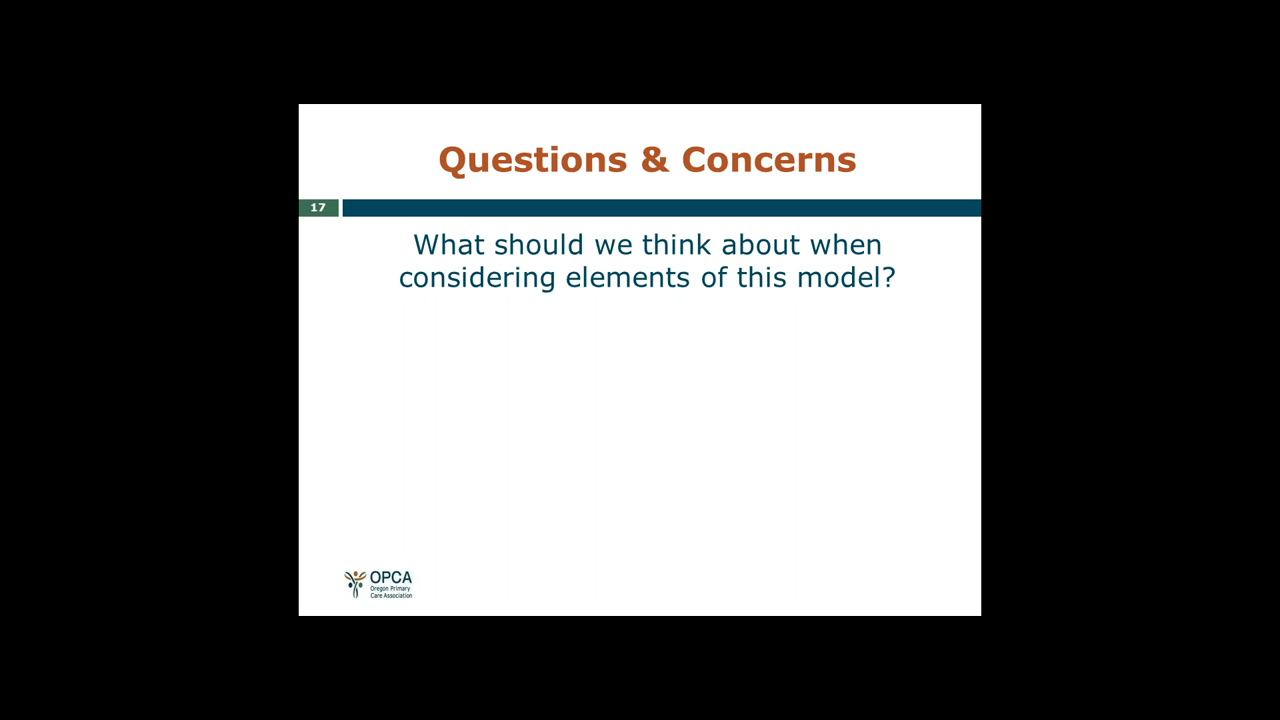 Questions & Concerns
17
What should we think about when
considering elements of this model?
OPCA
Oregon Primary
Care Association